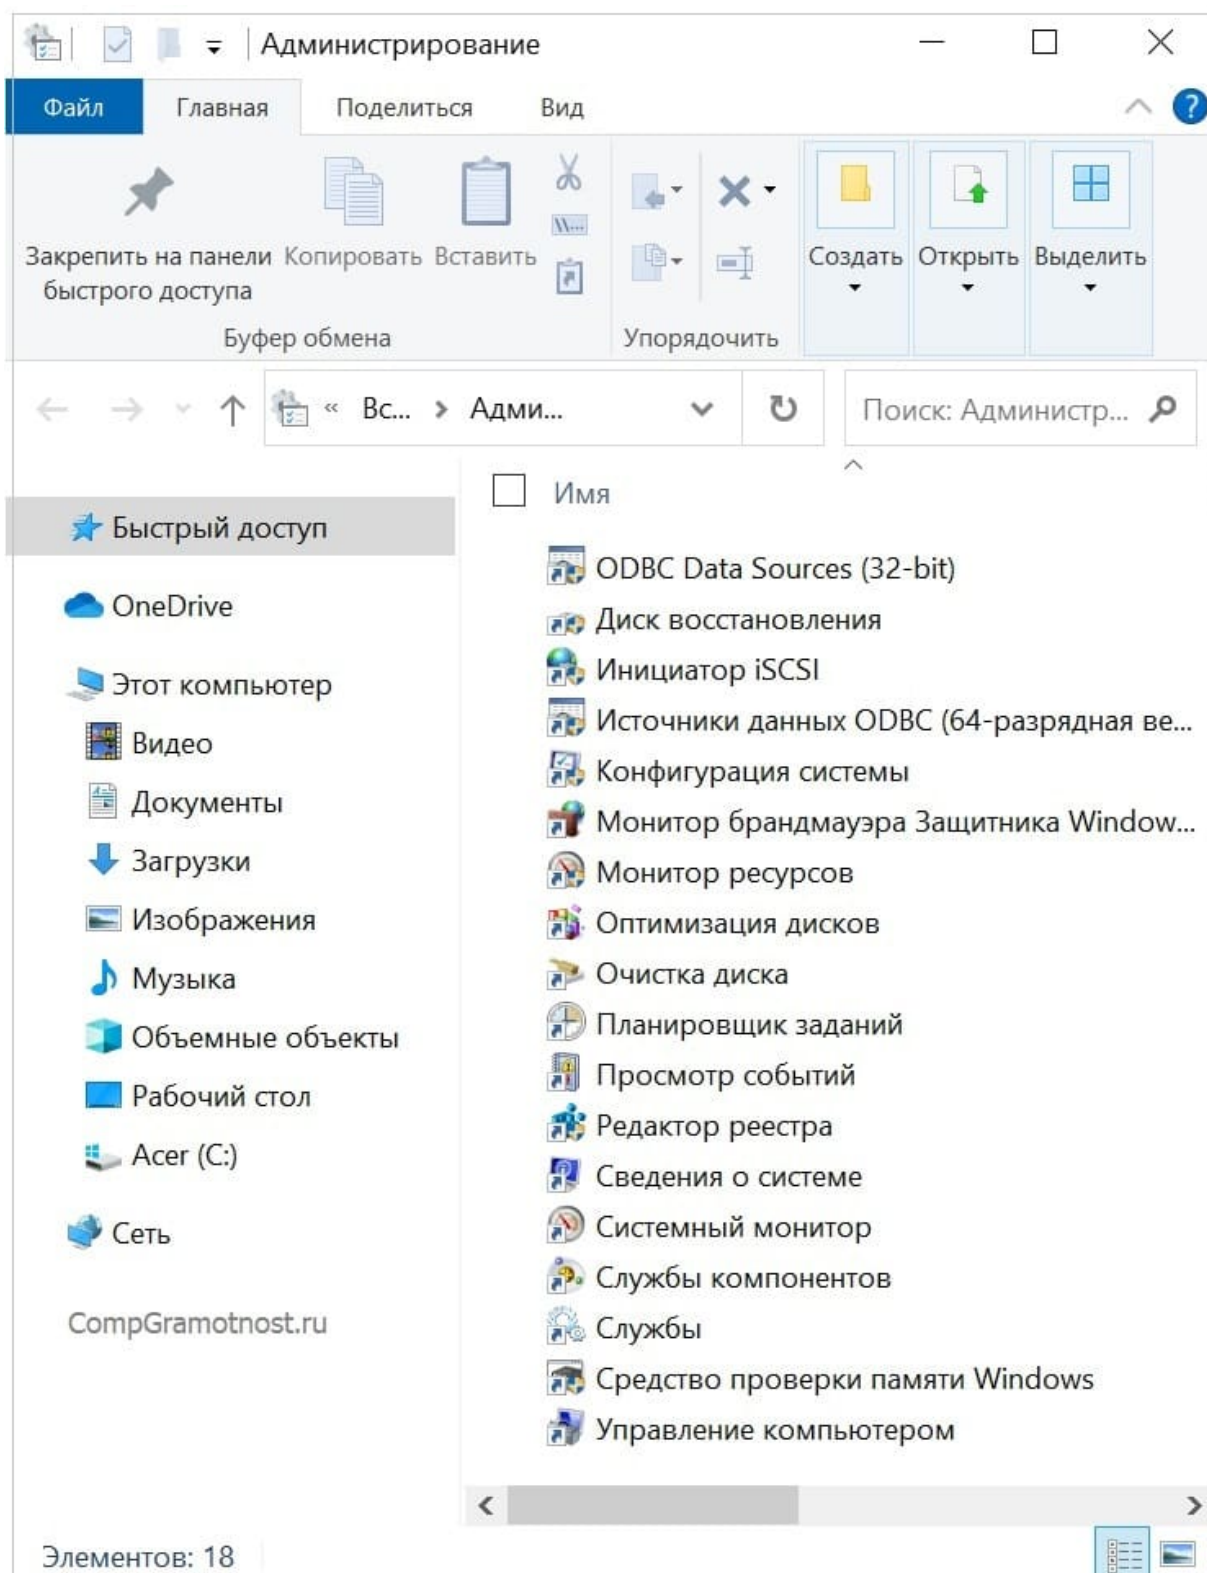 Администрирование
Файл Главная Поделиться Вид
Закрепить на панели быстрого доступа
Копировать
Вставить
Создать
Открыть
Выделить
Буфер обмена
Упорядочить
« Вс... > Адми...
Поиск: Администр...
Быстрый доступ
OneDrive
Этот компьютер
Видео
Документы
Загрузки
Изображения
Музыка
Объемные объекты
Рабочий стол
Acer (C:)
Сеть
CompGramotnost.ru
Имя
ODBC Data Sources (32-bit)
Диск восстановления
Инициатор iSCSI
Источники данных ODBC (64-разрядная ве...
Конфигурация системы
Монитор брандмауэра Защитника Window...
Монитор ресурсов
Оптимизация дисков
Очистка диска
Планировщик заданий
Просмотр событий
Редактор реестра
Сведения о системе
Системный монитор
Службы компонентов
Службы
Средство проверки памяти Windows
Управление компьютером
Элементов: 18